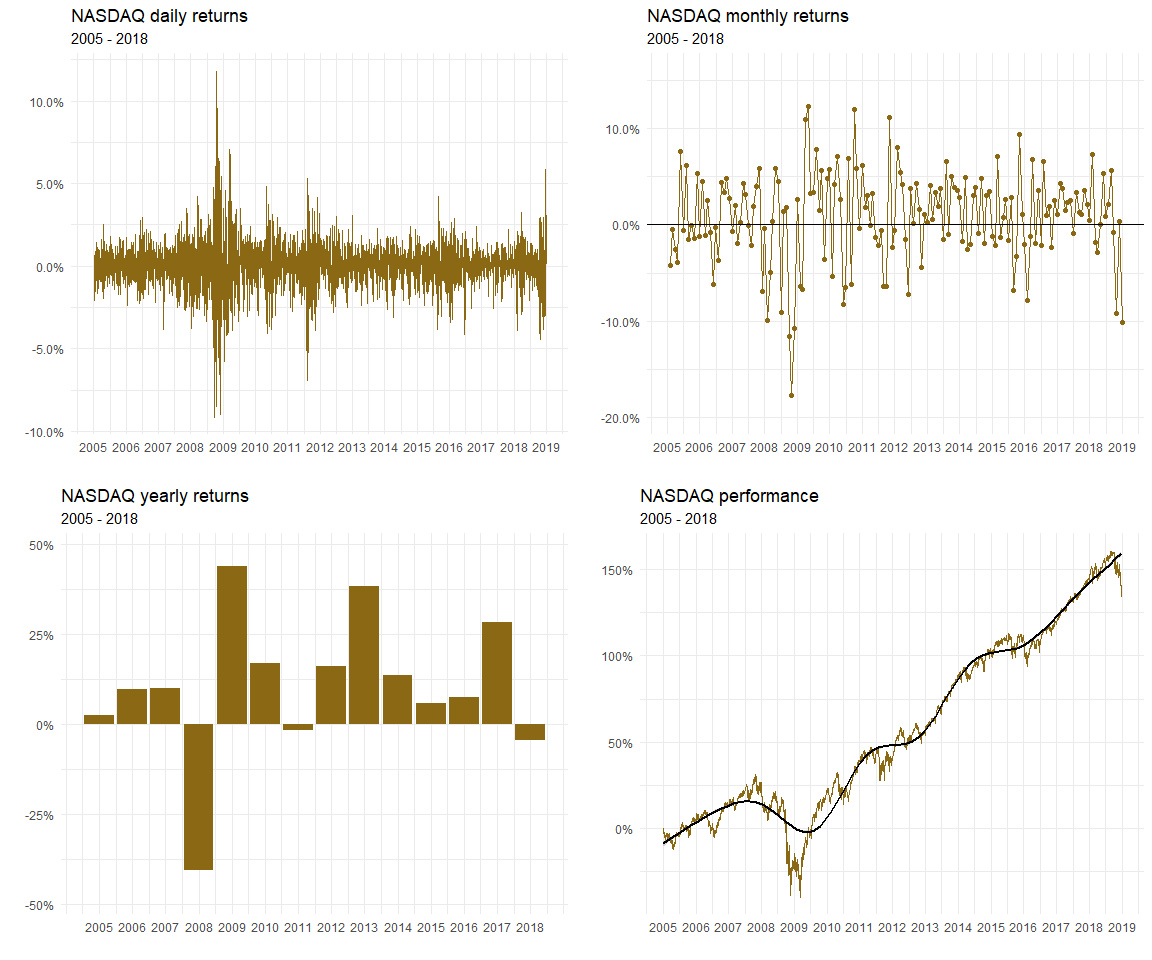 NASDAQ daily returns
2005 - 2018
10.0%
5.0%
0.0%
-5.0%
-10.0%
2005 2006 2007 2008 2009 2010 2011 2012 2013 2014 2015 2016 2017 2018 2019
NASDAQ monthly returns
2005 - 2018
10.0%
0.0%
-10.0%
-20.0%
2005 2006 2007 2008 2009 2010 2011 2012 2013 2014 2015 2016 2017 2018 2019
NASDAQ yearly returns
2005 - 2018
50%
25%
0%
-25%
-50%
2005 2006 2007 2008 2009 2010 2011 2012 2013 2014 2015 2016 2017 2018
NASDAQ performance
2005 - 2018
150%
100%
50%
0%
2005 2006 2007 2008 2009 2010 2011 2012 2013 2014 2015 2016 2017 2018 2019